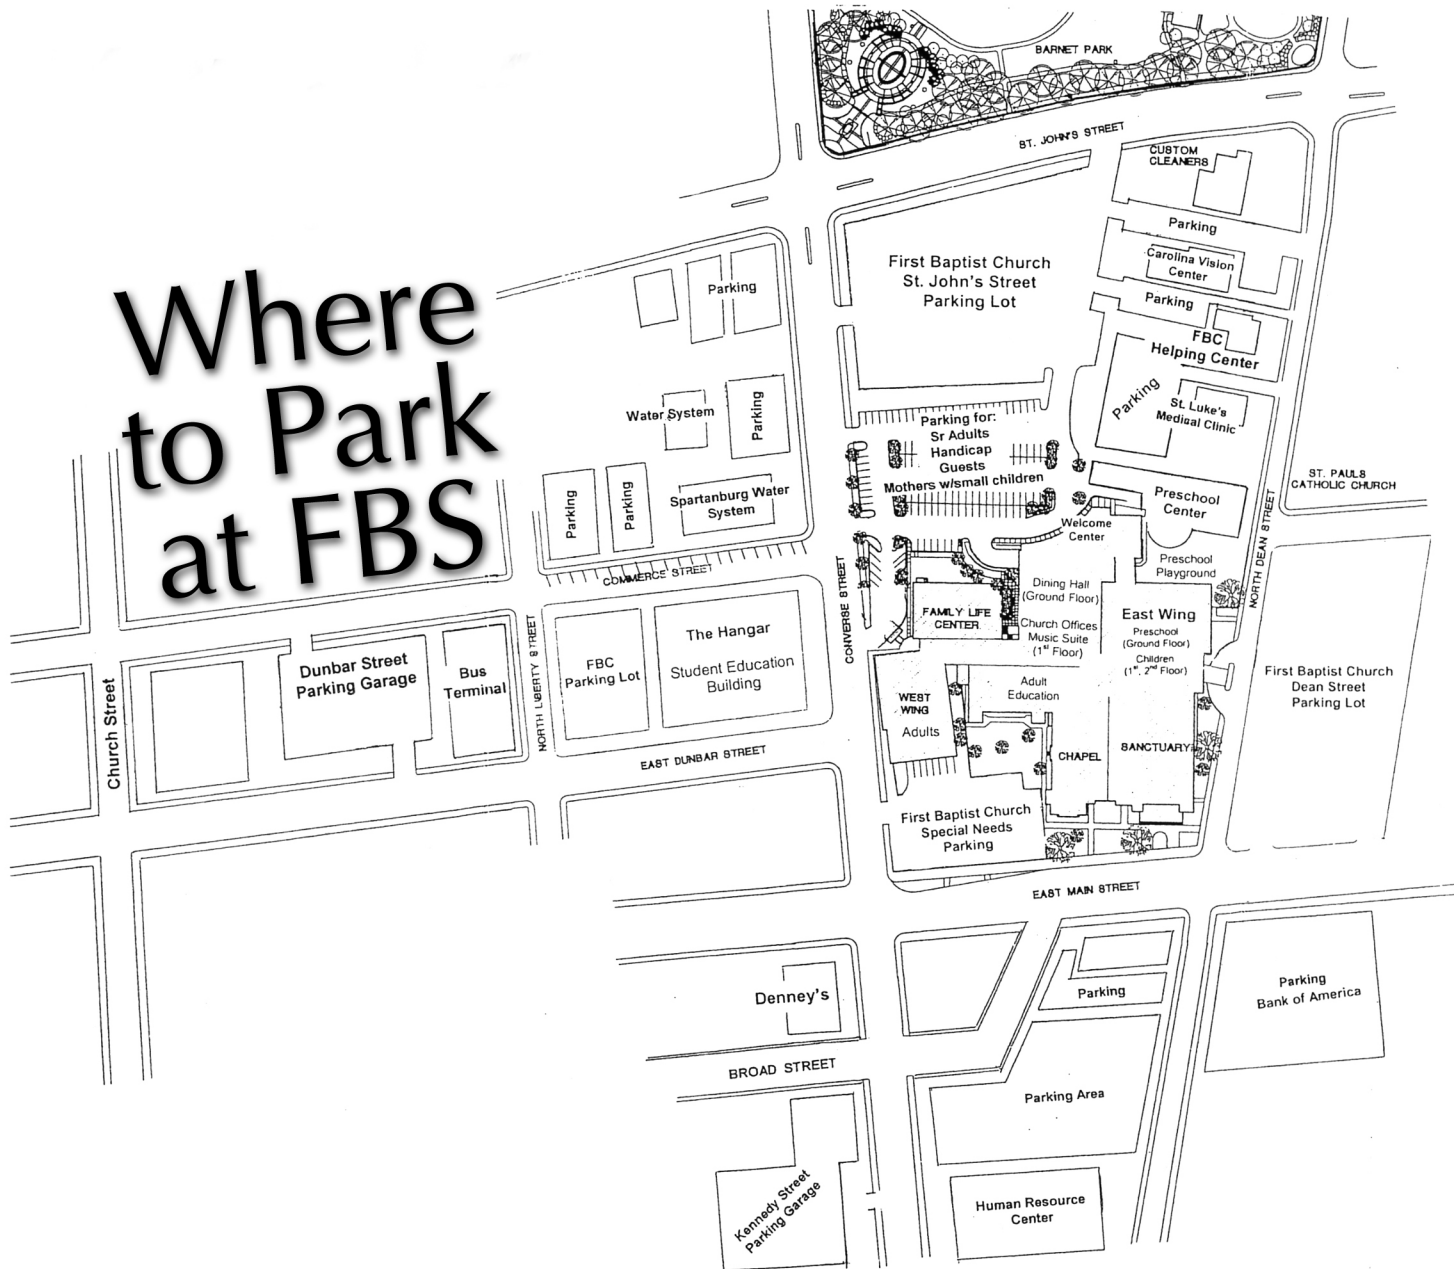 Where
to Park
at FBS
BARNET PARK
ST. JOHN'S STREET
CUSTOM
CLEANERS
Parking
Carolina Vision
Center
Parking
FBC
Helping Center
Parking
St. Luke's
Medical Clinic
First Baptist Church
St. John's Street
Parking Lot
Parking
Water System
Parking
Parking
Parking
Spartanburg Water
System
Parking for:
Sr Adults
Handicap
Guests
Mothers w/small children
Preschool
Center
ST. PAULS
CATHOLIC CHURCH
NORTH DEAN STREET
Welcome
Center
Preschool
Playground
COMMERCE STREET
CONVERSE STREET
Dining Hall
(Ground Floor)
Church Offices
Music Suite
(1st Floor)
FAMILY LIFE
CENTER
East Wing
Preschool
(Ground Floor)
Children
(1st, 2nd Floor)
The Hangar
Student Education
Building
FBC
Parking Lot
NORTH LIBERTY STREET
Bus
Terminal
Dunbar Street
Parking Garage
Church Street
EAST DUNBAR STREET
WEST
WING
Adults
Adult
Education
CHAPEL
SANCTUARY
First Baptist Church
Dean Street
Parking Lot
First Baptist Church
Special Needs
Parking
EAST MAIN STREET
Denney's
Parking
Parking
Bank of America
BROAD STREET
Parking Area
Kennedy Street
Parking Garage
Human Resource
Center